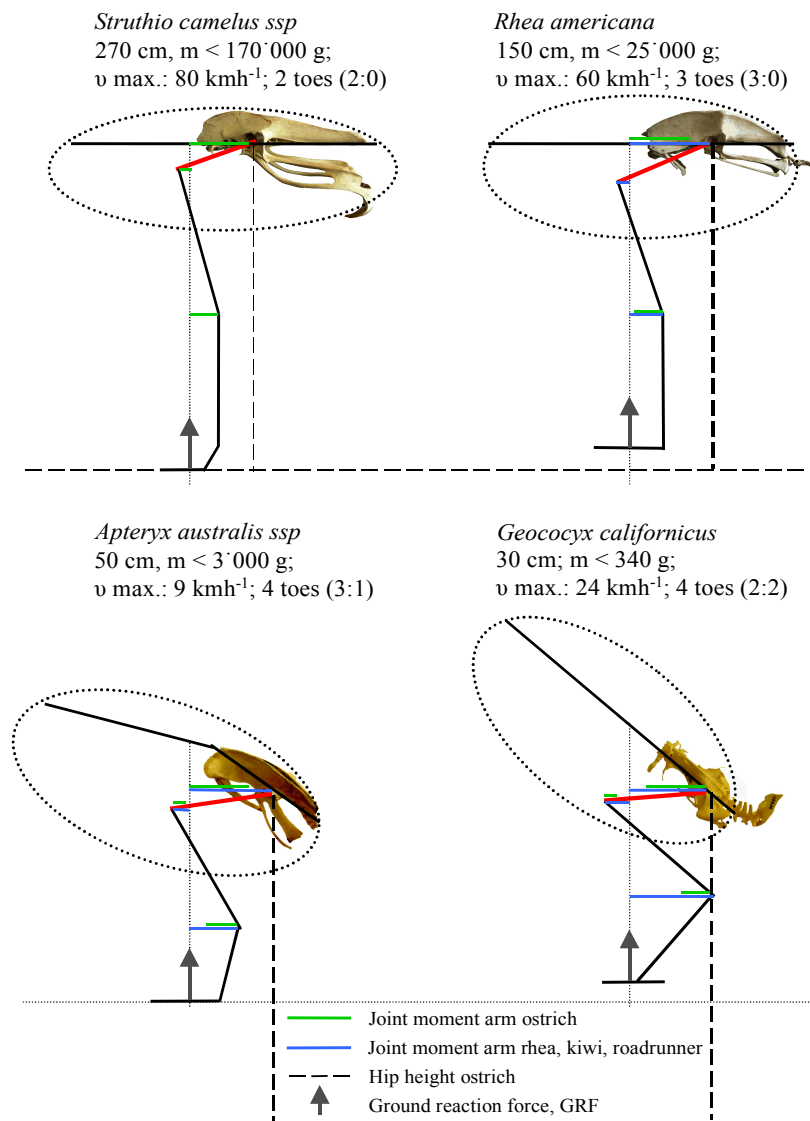 Struthio camelus ssp
270 cm, m < 170˙000 g;
υ max.: 80 kmh⁻¹; 2 toes (2:0)
Rhea americana
150 cm, m < 25˙000 g;
υ max.: 60 kmh⁻¹; 3 toes (3:0)
Apteryx australis ssp
50 cm, m < 3˙000 g;
υ max.: 9 kmh⁻¹; 4 toes (3:1)
Geococyx californicus
30 cm; m < 340 g;
υ max.: 24 kmh⁻¹; 4 toes (2:2)
Joint moment arm ostrich
Joint moment arm rhea, kiwi, roadrunner
Hip height ostrich
Ground reaction force, GRF